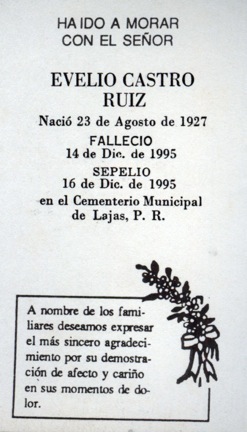 HA IDO A MORAR
CON EL SEÑOR
EVELIO CASTRO
RUIZ
Nació 23 de Agosto de 1927
FALLECIO
14 de Dic. de 1995
SEPELIO
16 de Dic. de 1995
en el Cementerio Municipal
de Lajas, P. R.
A nombre de los fami-
liares deseamos expresar
el más sincero agradeci-
miento por su demostra-
ción de afecto y cariño
en sus momentos de do-
lor.